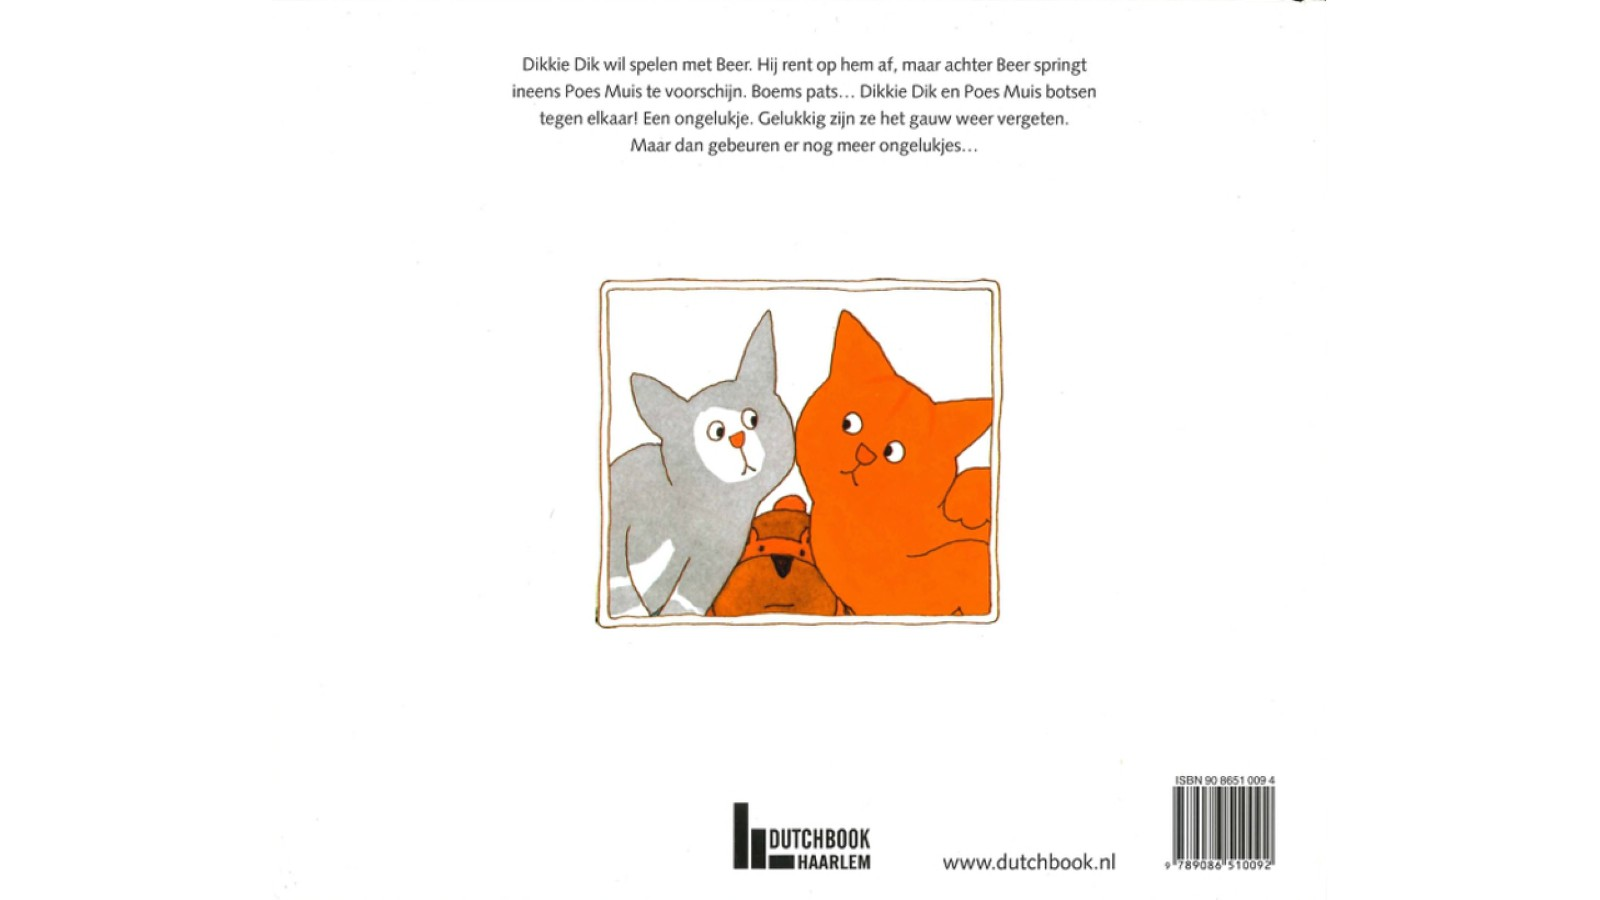 Dikkie Dik wil spelen met Beer. Hij rent op hem af, maar achter Beer springt
ineens Poes Muis te voorschijn. Boems pats... Dikkie Dik en Poes Muis botsen
tegen elkaar! Een ongelukje. Gelukkig zijn ze het gauw weer vergeten.
Maar dan gebeuren er nog meer ongelukjes...
ISBN 90 8651 009 4
DUTCHBOOK
HAARLEM
www.dutchbook.nl
9 789086 510092